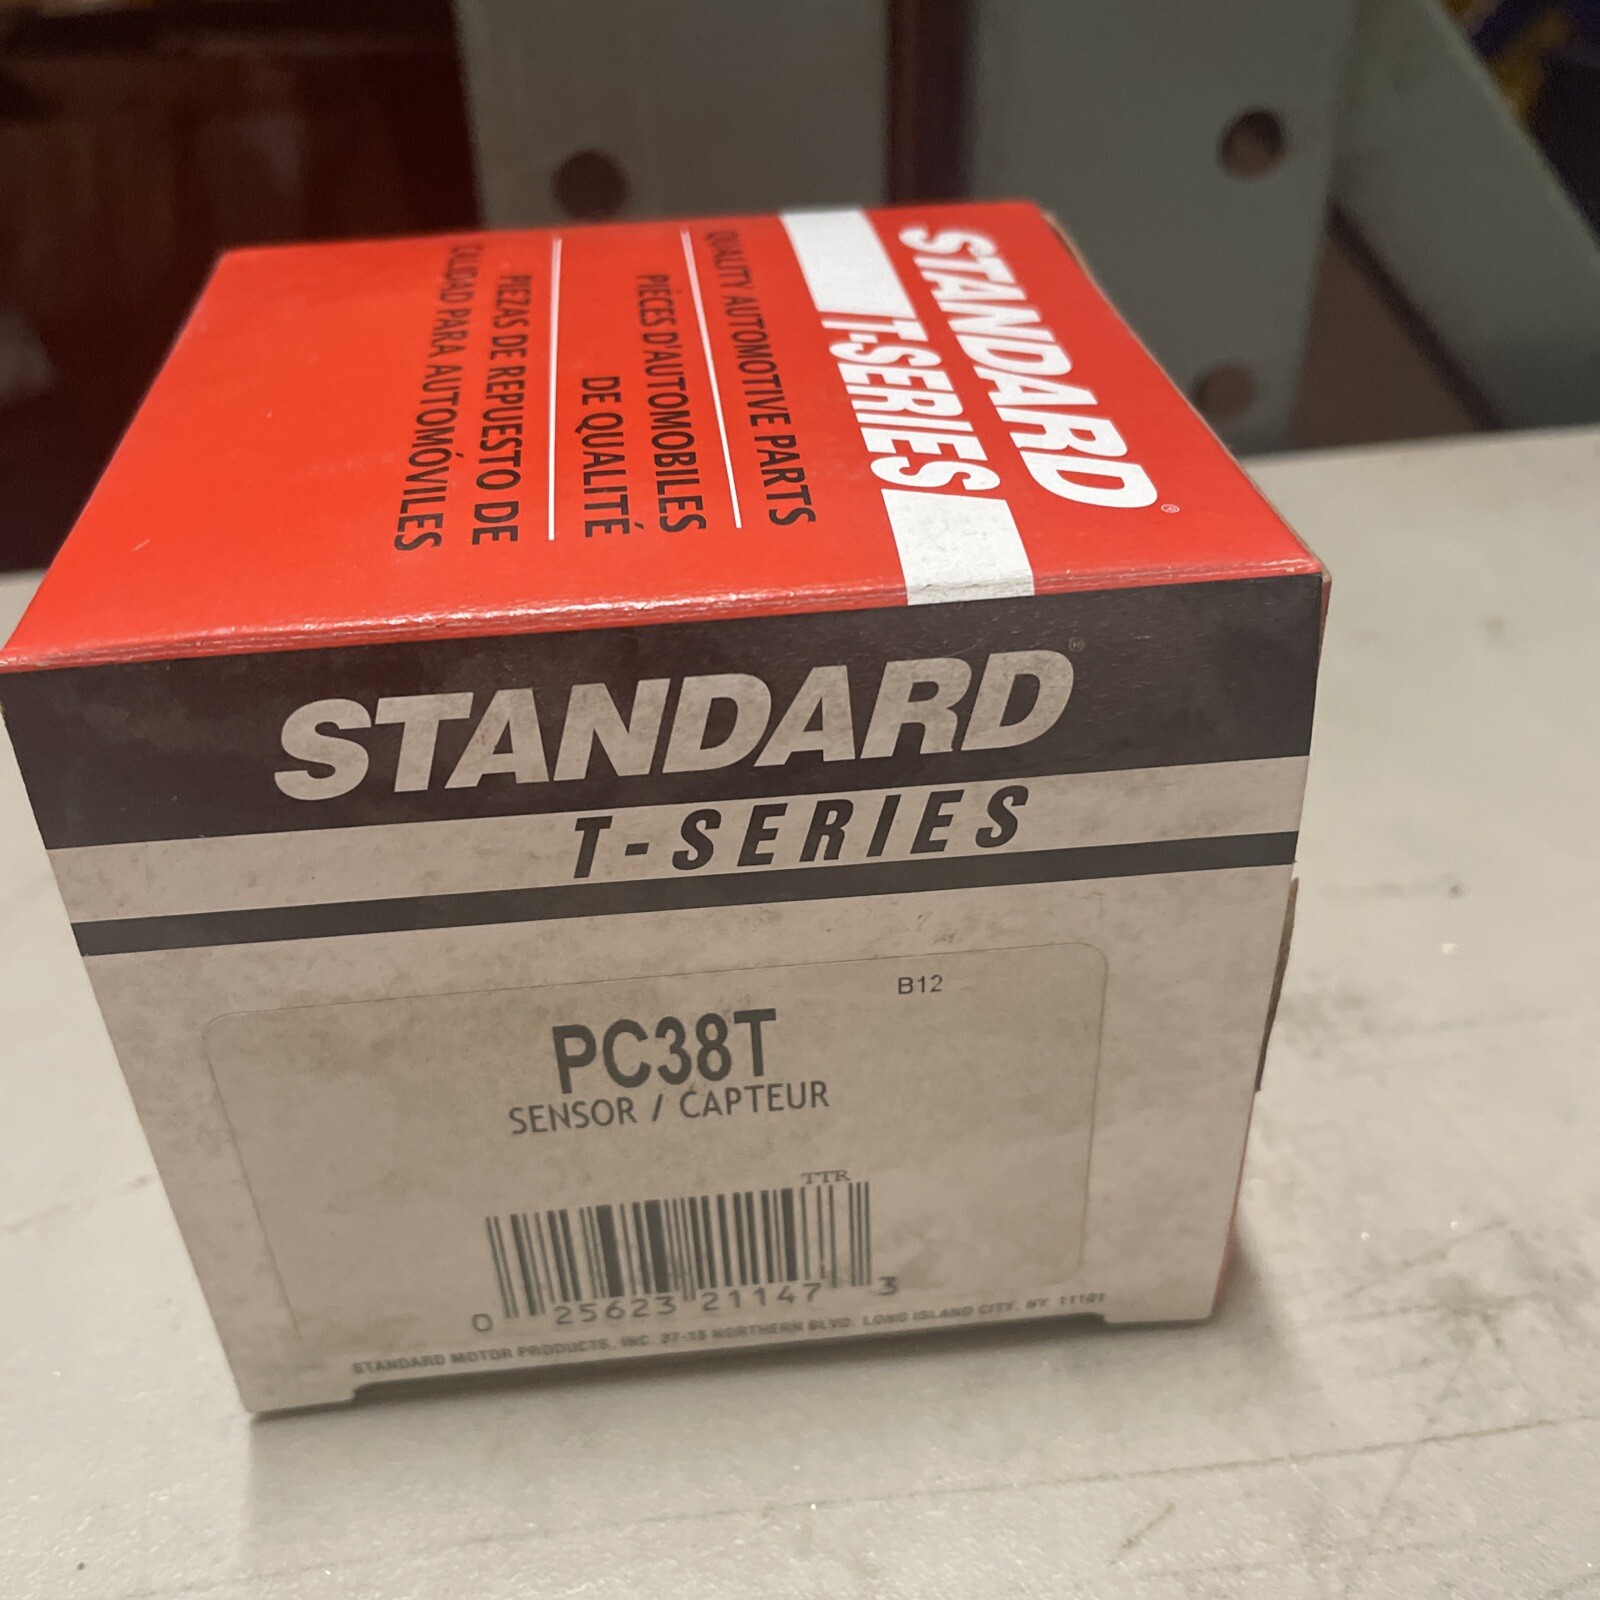 STANDARD®
T-SERIES
QUALITY AUTOMOTIVE PARTS
PIÈCES D'AUTOMOBILES
DE QUALITÉ
PIEZAS DE REPUESTO DE
CALIDAD PARA AUTOMÓVILES
STANDARD®
T-SERIES
B12
PC38T
SENSOR / CAPTEUR
TTR
0 25623 21147 3
STANDARD MOTOR PRODUCTS, INC. 37-18 NORTHERN BLVD. LONG ISLAND CITY, NY 11101